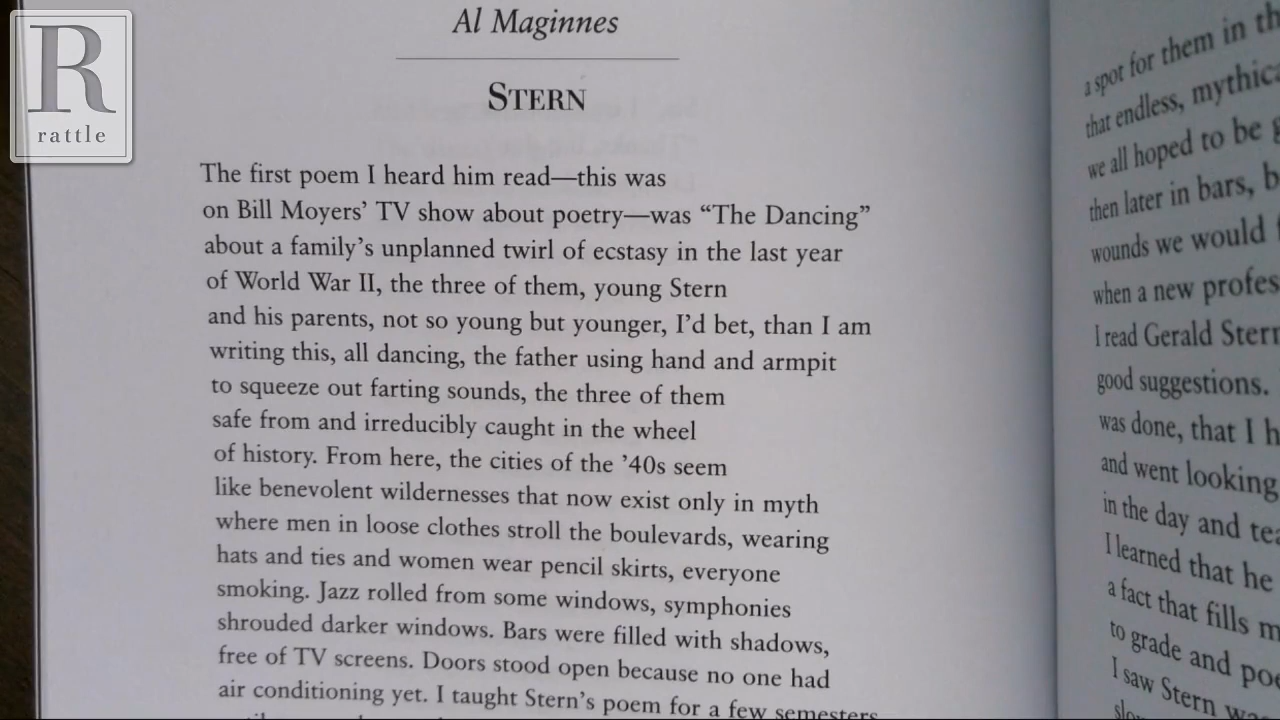 R
rattle
Al Maginnes
STERN
The first poem I heard him read—this was
on Bill Moyers’ TV show about poetry—was “The Dancing”
about a family’s unplanned twirl of ecstasy in the last year
of World War II, the three of them, young Stern
and his parents, not so young but younger, I’d bet, than I am
writing this, all dancing, the father using hand and armpit
to squeeze out farting sounds, the three of them
safe from and irreducibly caught in the wheel
of history. From here, the cities of the ’40s seem
like benevolent wildernesses that now exist only in myth
where men in loose clothes stroll the boulevards, wearing
hats and ties and women wear pencil skirts, everyone
smoking. Jazz rolled from some windows, symphonies
shrouded darker windows. Bars were filled with shadows,
free of TV screens. Doors stood open because no one had
air conditioning yet. I taught Stern’s poem for a few semesters
a spot for them in
that endless,
we all hoped to be
then later in bars,
wounds we would
when a new
I read Gerald Stern
good suggestions.
was done, that I
and went looking
in the day and
I learned that he
a fact that fills
to grade and
I saw Stern